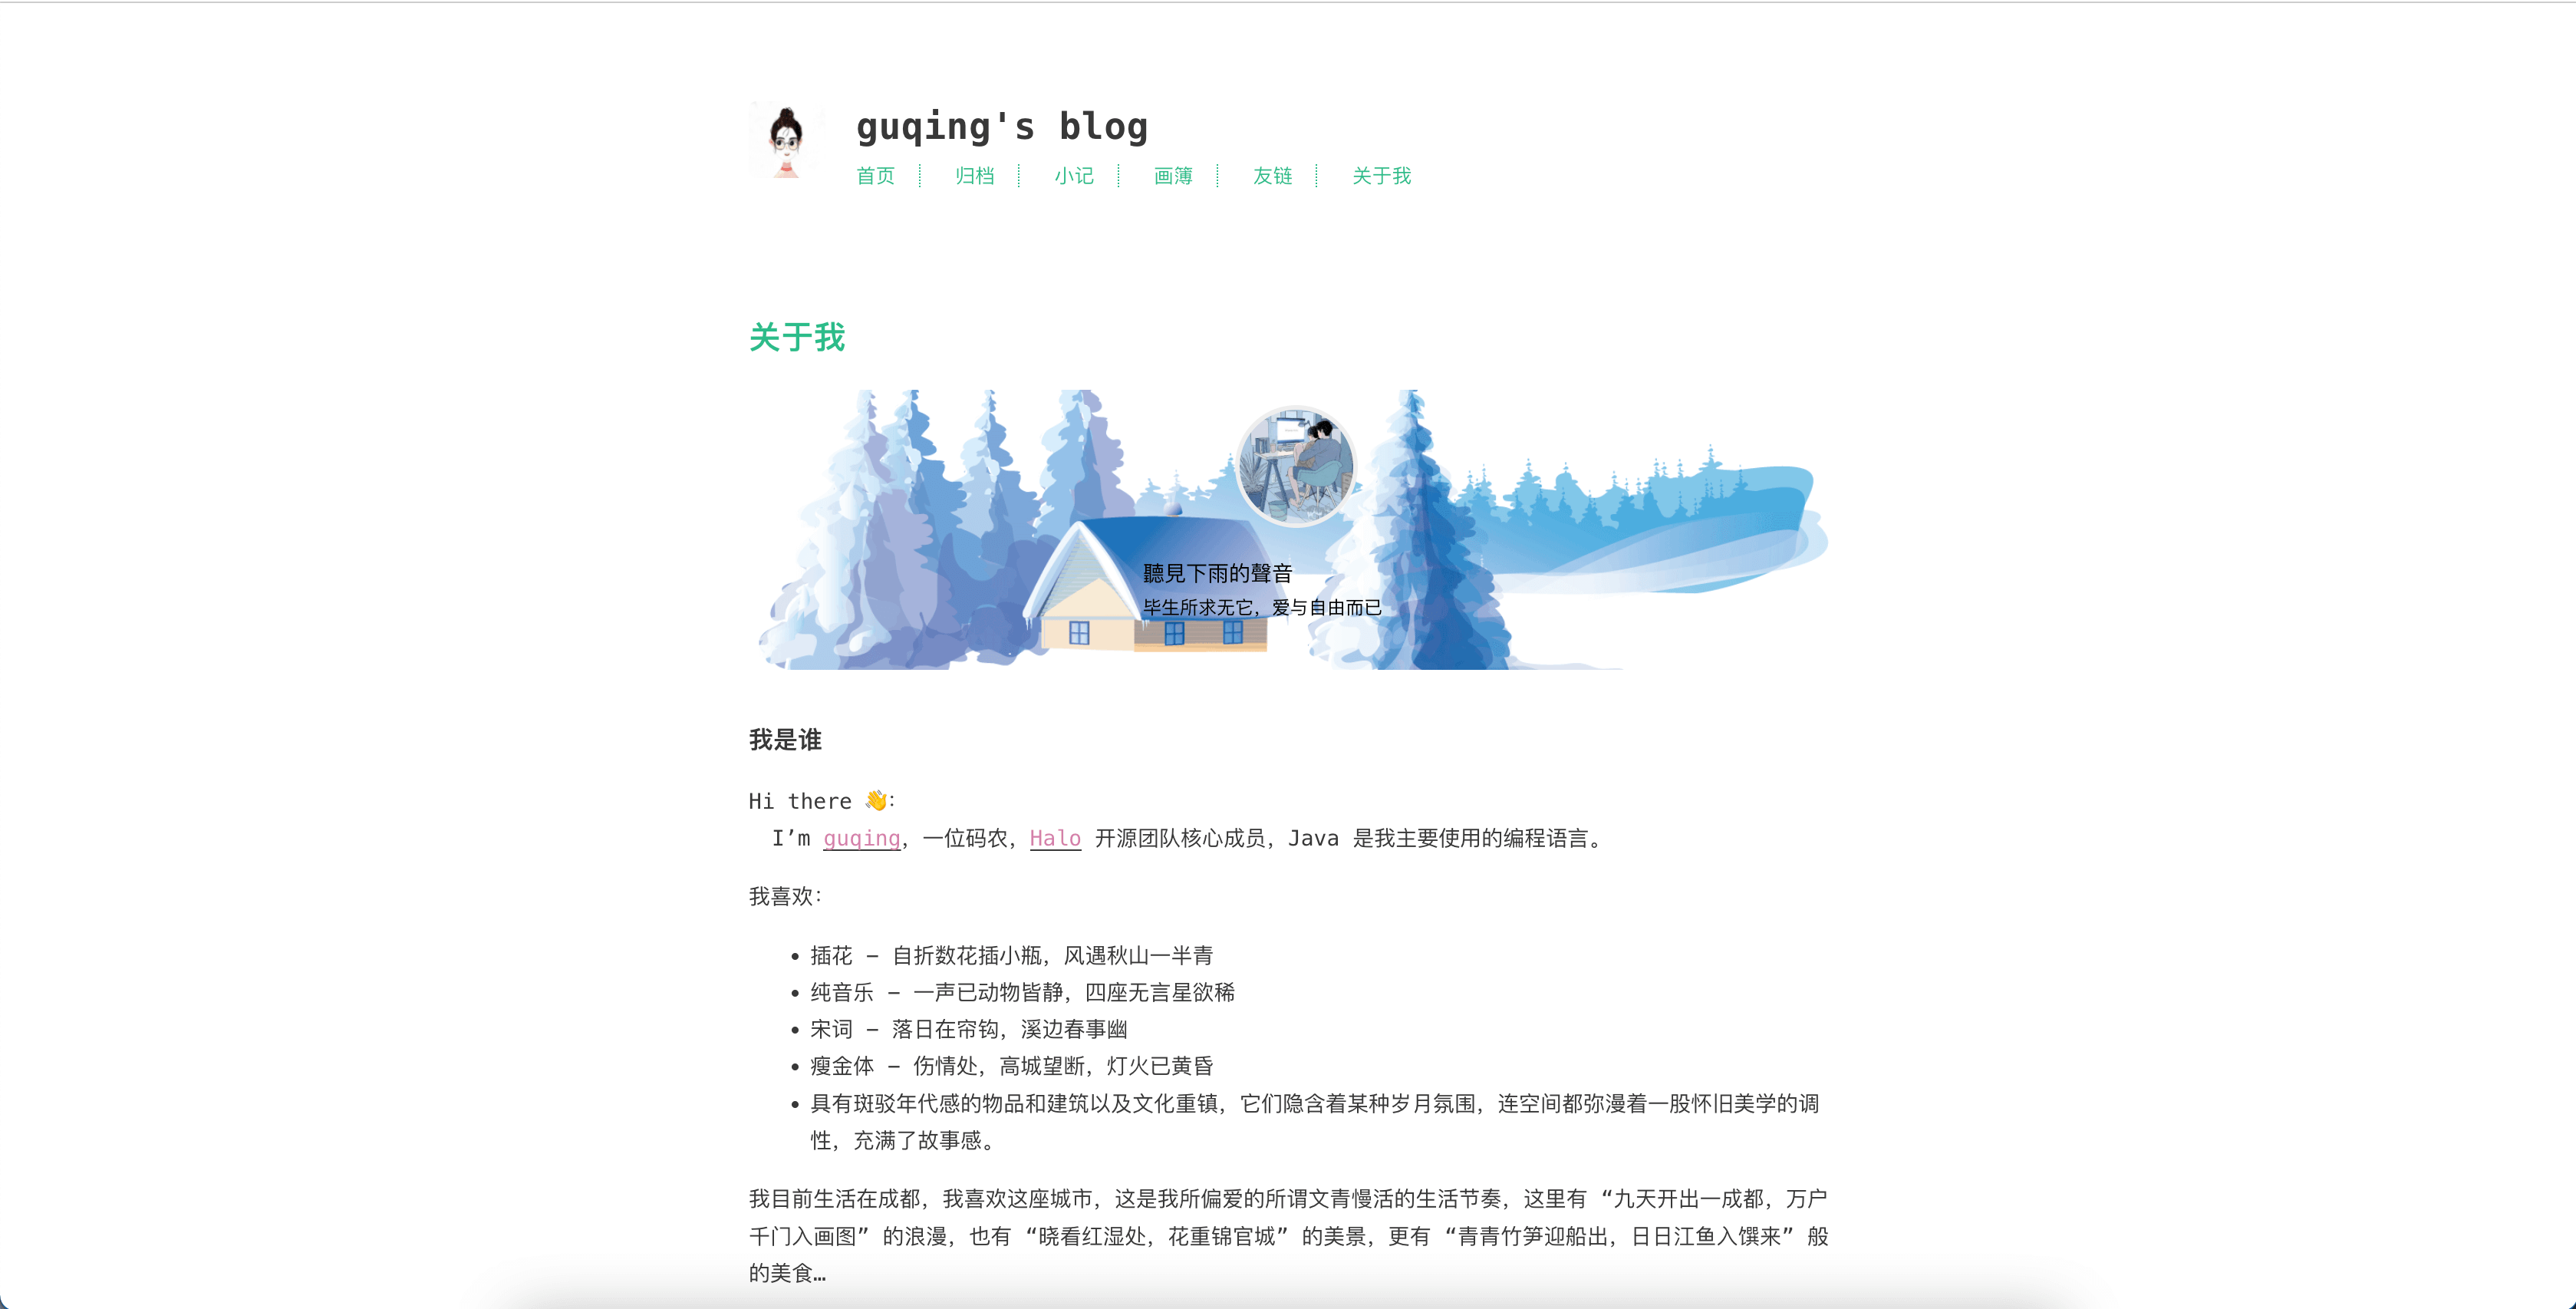 guqing's blog
首页 归档 小记 画簿 友链 关于我
关于我
聽見下雨的聲音
毕生所求无它，爱与自由而已
我是谁
Hi there 👋：
I’m guqing，一位码农，Halo 开源团队核心成员，Java 是我主要使用的编程语言。
我喜欢：
• 插花 – 自折数花插小瓶，风遇秋山一半青
• 纯音乐 – 一声已动物皆静，四座无言星欲稀
• 宋词 – 落日在帘钩，溪边春事幽
• 瘦金体 – 伤情处，高城望断，灯火已黄昏
• 具有斑驳年代感的物品和建筑以及文化重镇，它们隐含着某种岁月氛围，连空间都弥漫着一股怀旧美学的调
性，充满了故事感。
我目前生活在成都，我喜欢这座城市，这是我所偏爱的所谓文青慢活的生活节奏，这里有 “九天开出一成都，万户
千门入画图” 的浪漫，也有 “晓看红湿处，花重锦官城” 的美景，更有 “青青竹笋迎船出，日日江鱼入馔来” 般
的美食…